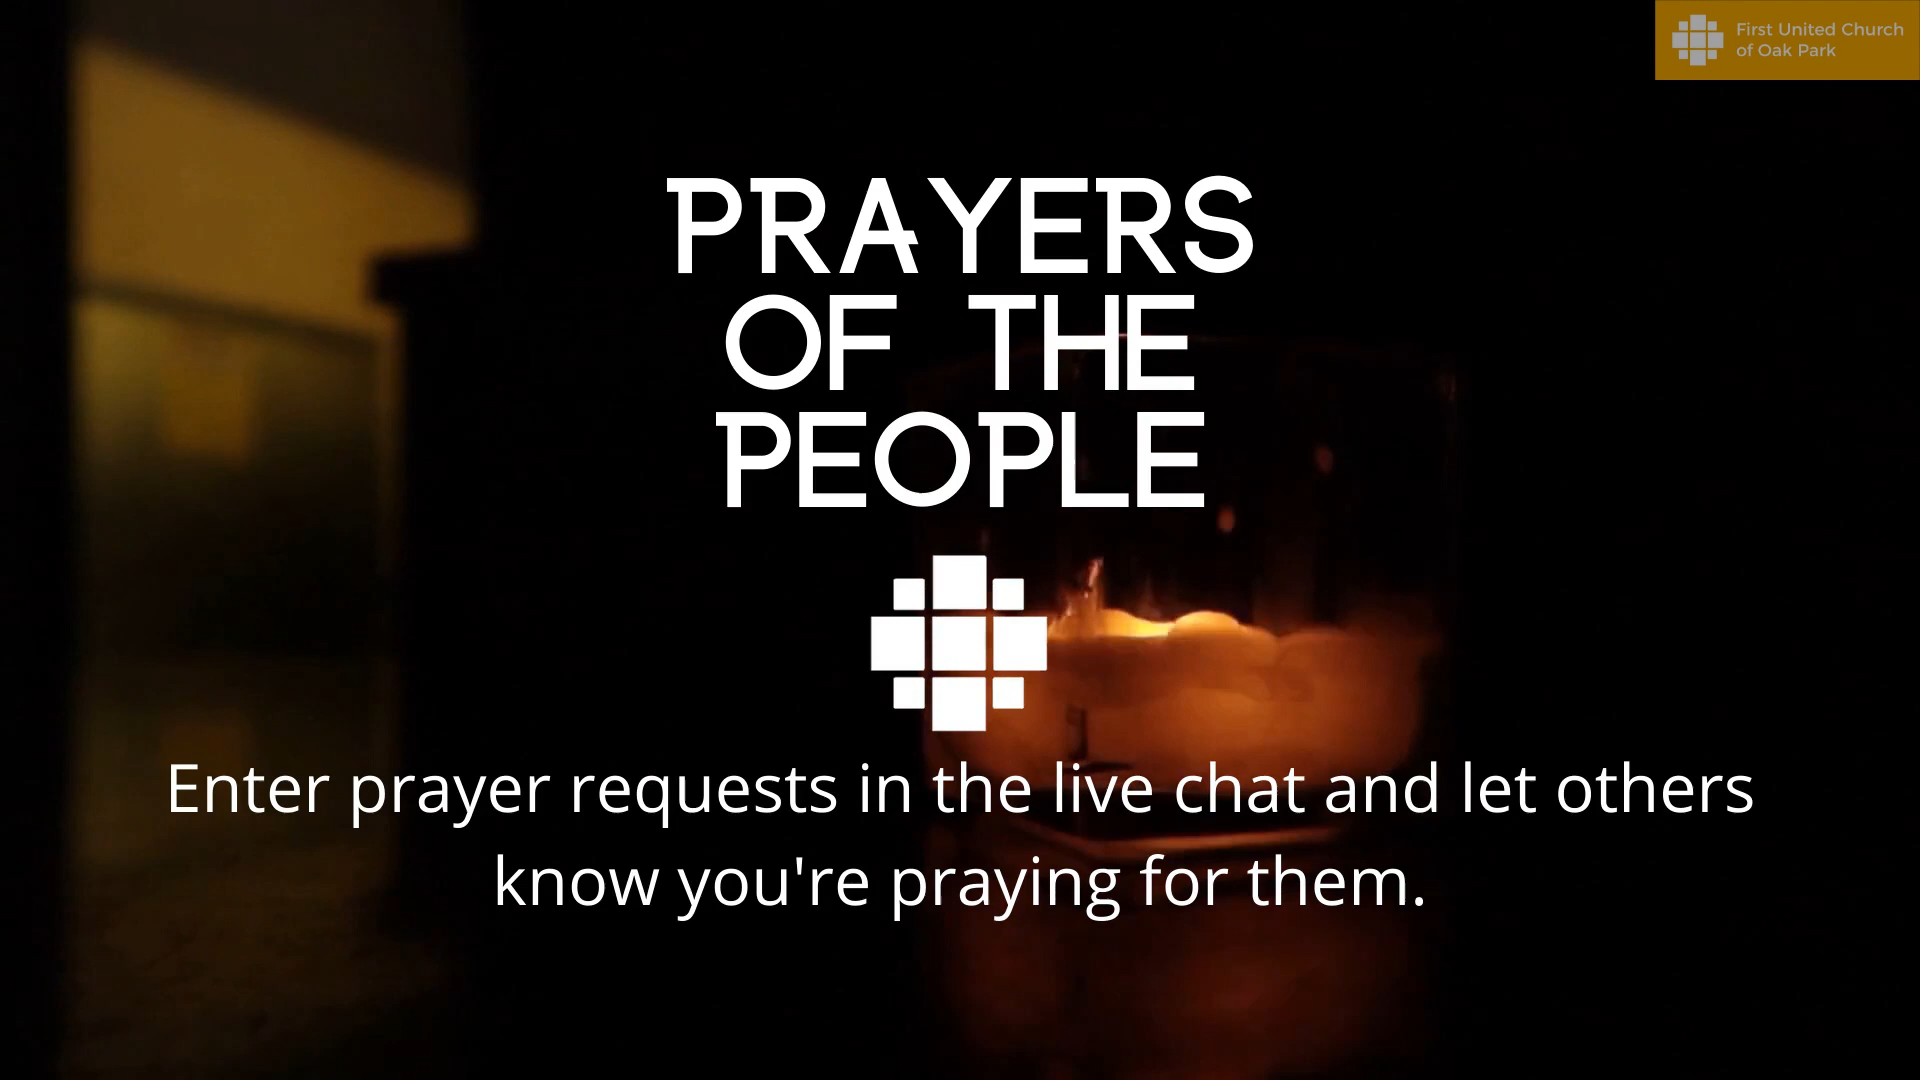 First United Church
of Oak Park
PRAYERS
OF THE
PEOPLE
Enter prayer requests in the live chat and let others
know you're praying for them.